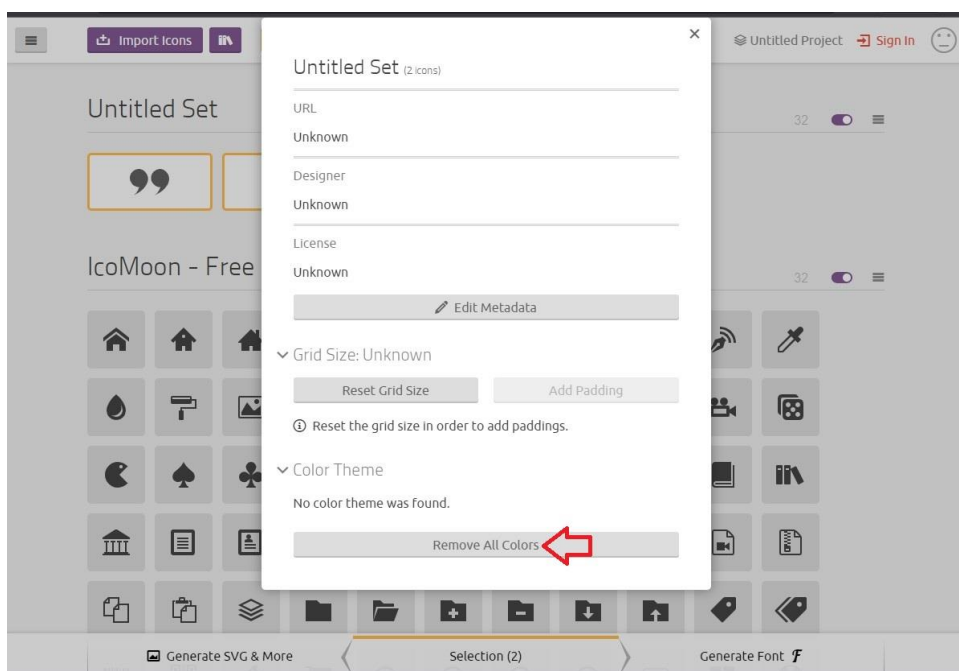 Import Icons
Untitled Project
Sign In
Untitled Set
32
IcoMoon - Free
32
Untitled Set (2 icons)
URL
Unknown
Designer
Unknown
License
Unknown
Edit Metadata
Grid Size: Unknown
Reset Grid Size
Add Padding
Reset the grid size in order to add paddings.
Color Theme
No color theme was found.
Remove All Colors
Generate SVG & More
Selection (2)
Generate Font F